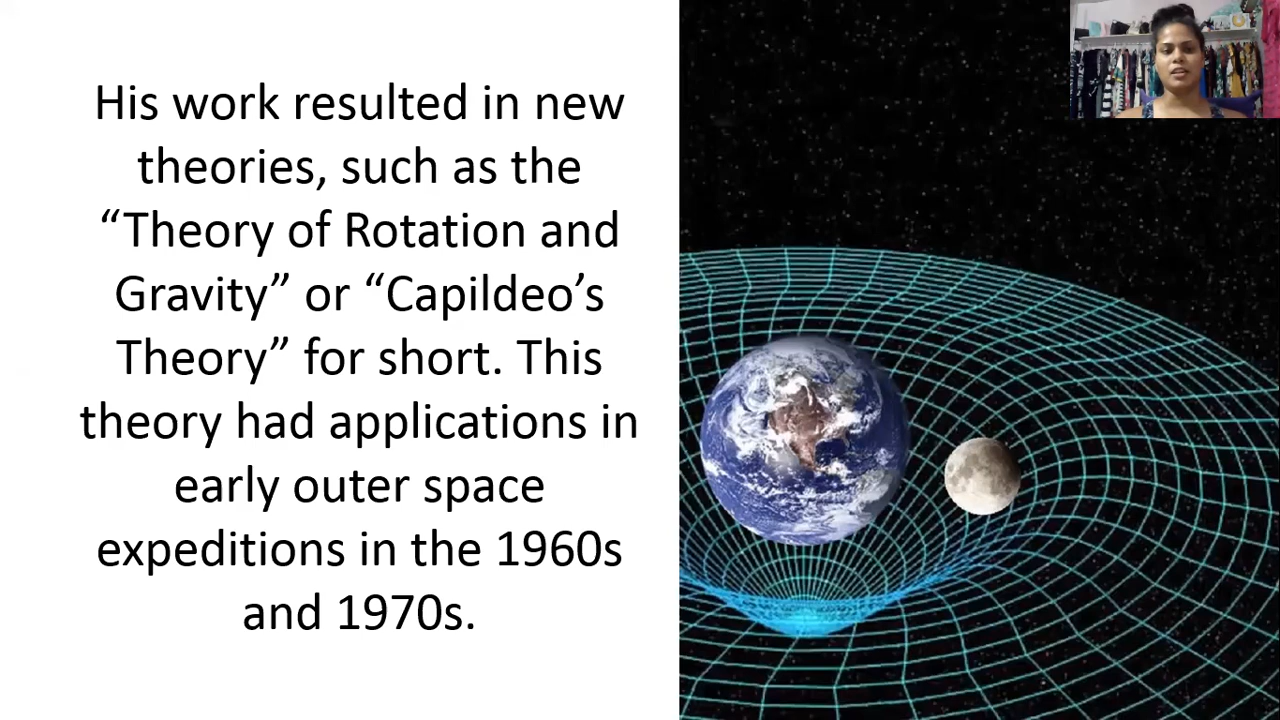 His work resulted in new
theories, such as the
“Theory of Rotation and
Gravity” or “Capildeo’s
Theory” for short. This
theory had applications in
early outer space
expeditions in the 1960s
and 1970s.